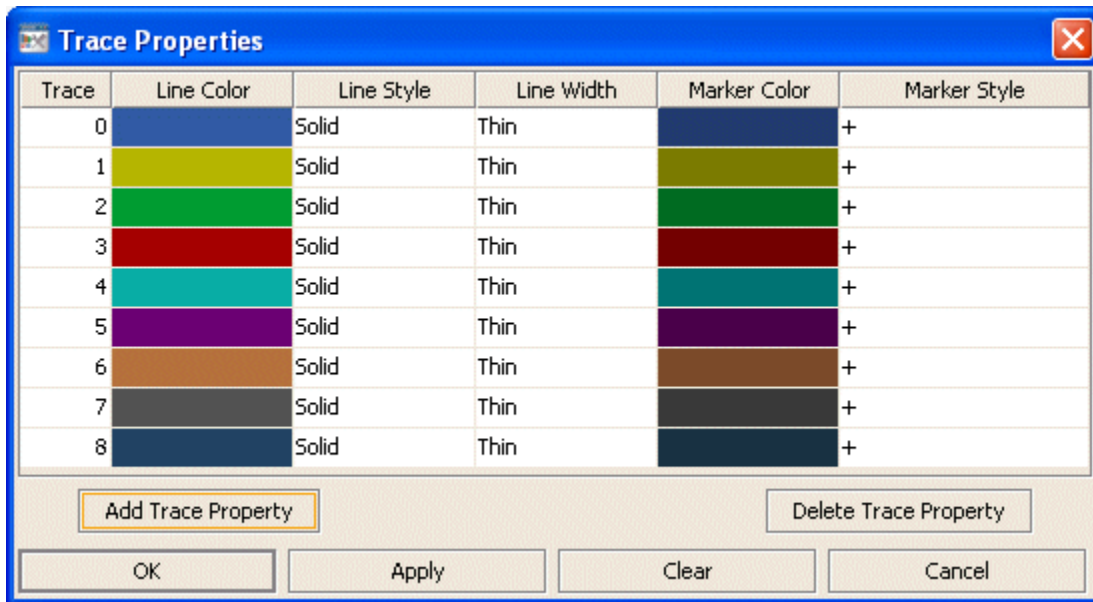 Trace Properties
Trace Line Color Line Style Line Width Marker Color Marker Style
0 Solid Thin +
1 Solid Thin +
2 Solid Thin +
3 Solid Thin +
4 Solid Thin +
5 Solid Thin +
6 Solid Thin +
7 Solid Thin +
8 Solid Thin +
Add Trace Property Delete Trace Property
OK Apply Clear Cancel